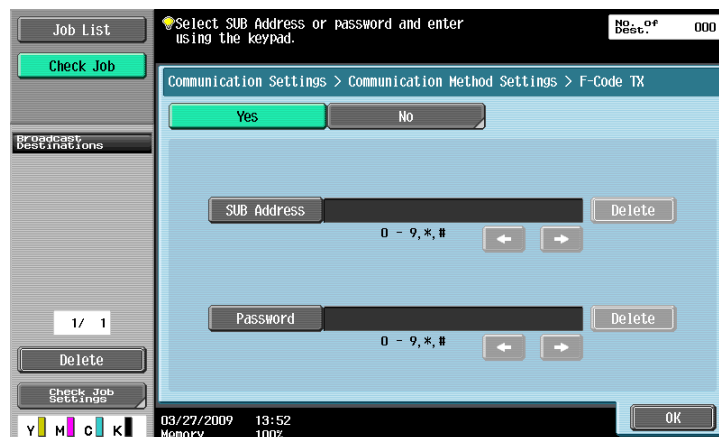 Job List
Check Job
Select SUB Address or password and enter
using the keypad.
No. of
Dest.
000
Communication Settings > Communication Method Settings > F-Code TX
Yes
No
Broadcast
Destinations
SUB Address
Delete
0 - 9,*,#
1/ 1
Password
Delete
0 - 9,*,#
Delete
Check Job
Settings
Y M C K
03/27/2009 13:52
Memory 100%
OK